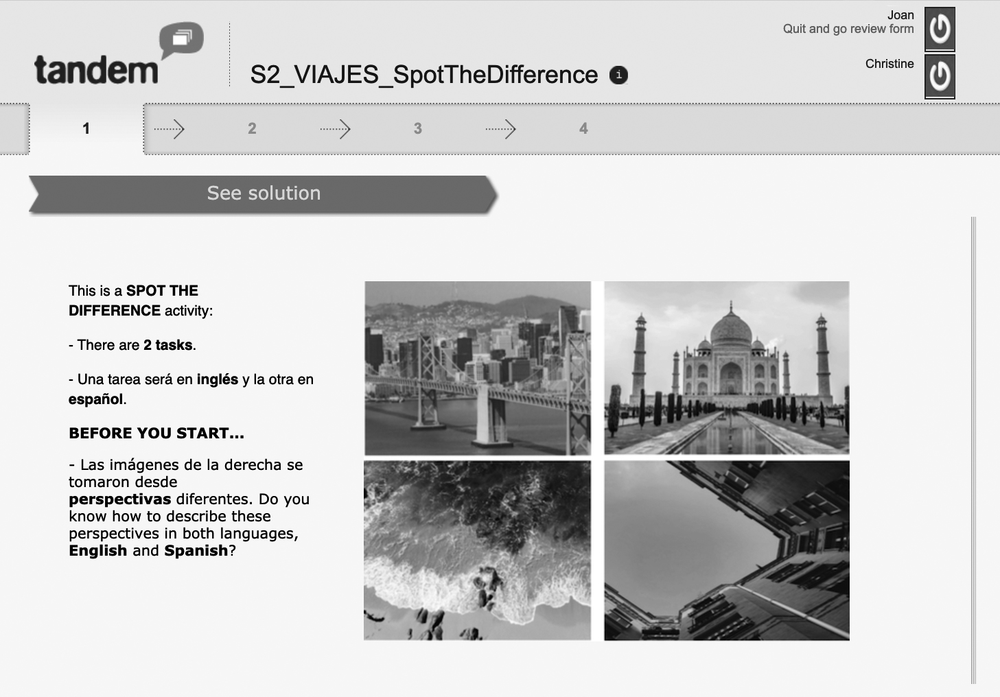 Joan
Quit and go review form
tandem
S2_VIAJES_SpotTheDifference i
Christine
1 2 3 4
See solution
This is a SPOT THE
DIFFERENCE activity:
- There are 2 tasks.
- Una tarea será en inglés y la otra en
español.
BEFORE YOU START...
- Las imágenes de la derecha se
tomaron desde
perspectivas diferentes. Do you
know how to describe these
perspectives in both languages,
English and Spanish?